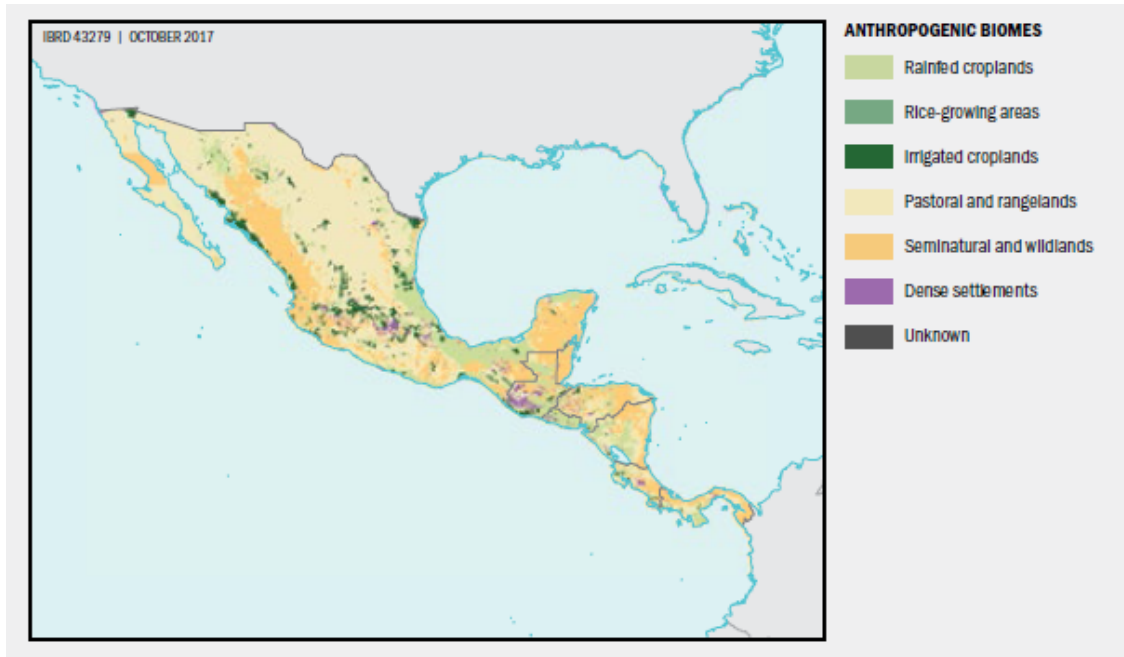 IBRD 43279 | OCTOBER 2017
ANTHROPOGENIC BIOMES
Rainfed croplands
Rice-growing areas
Irrigated croplands
Pastoral and rangelands
Seminatural and wildlands
Dense settlements
Unknown